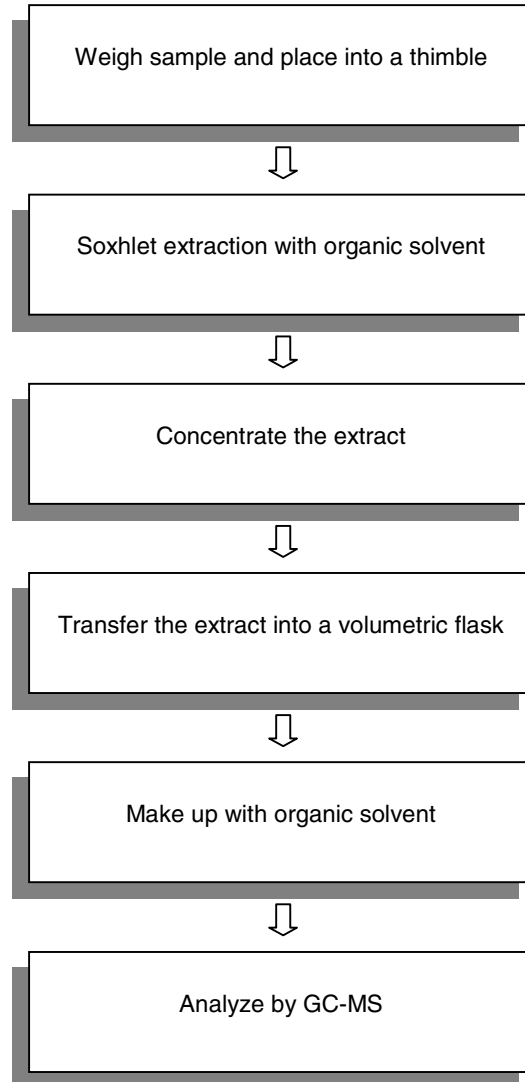 Weigh sample and place into a thimble
Soxhlet extraction with organic solvent
Concentrate the extract
Transfer the extract into a volumetric flask
Make up with organic solvent
Analyze by GC-MS